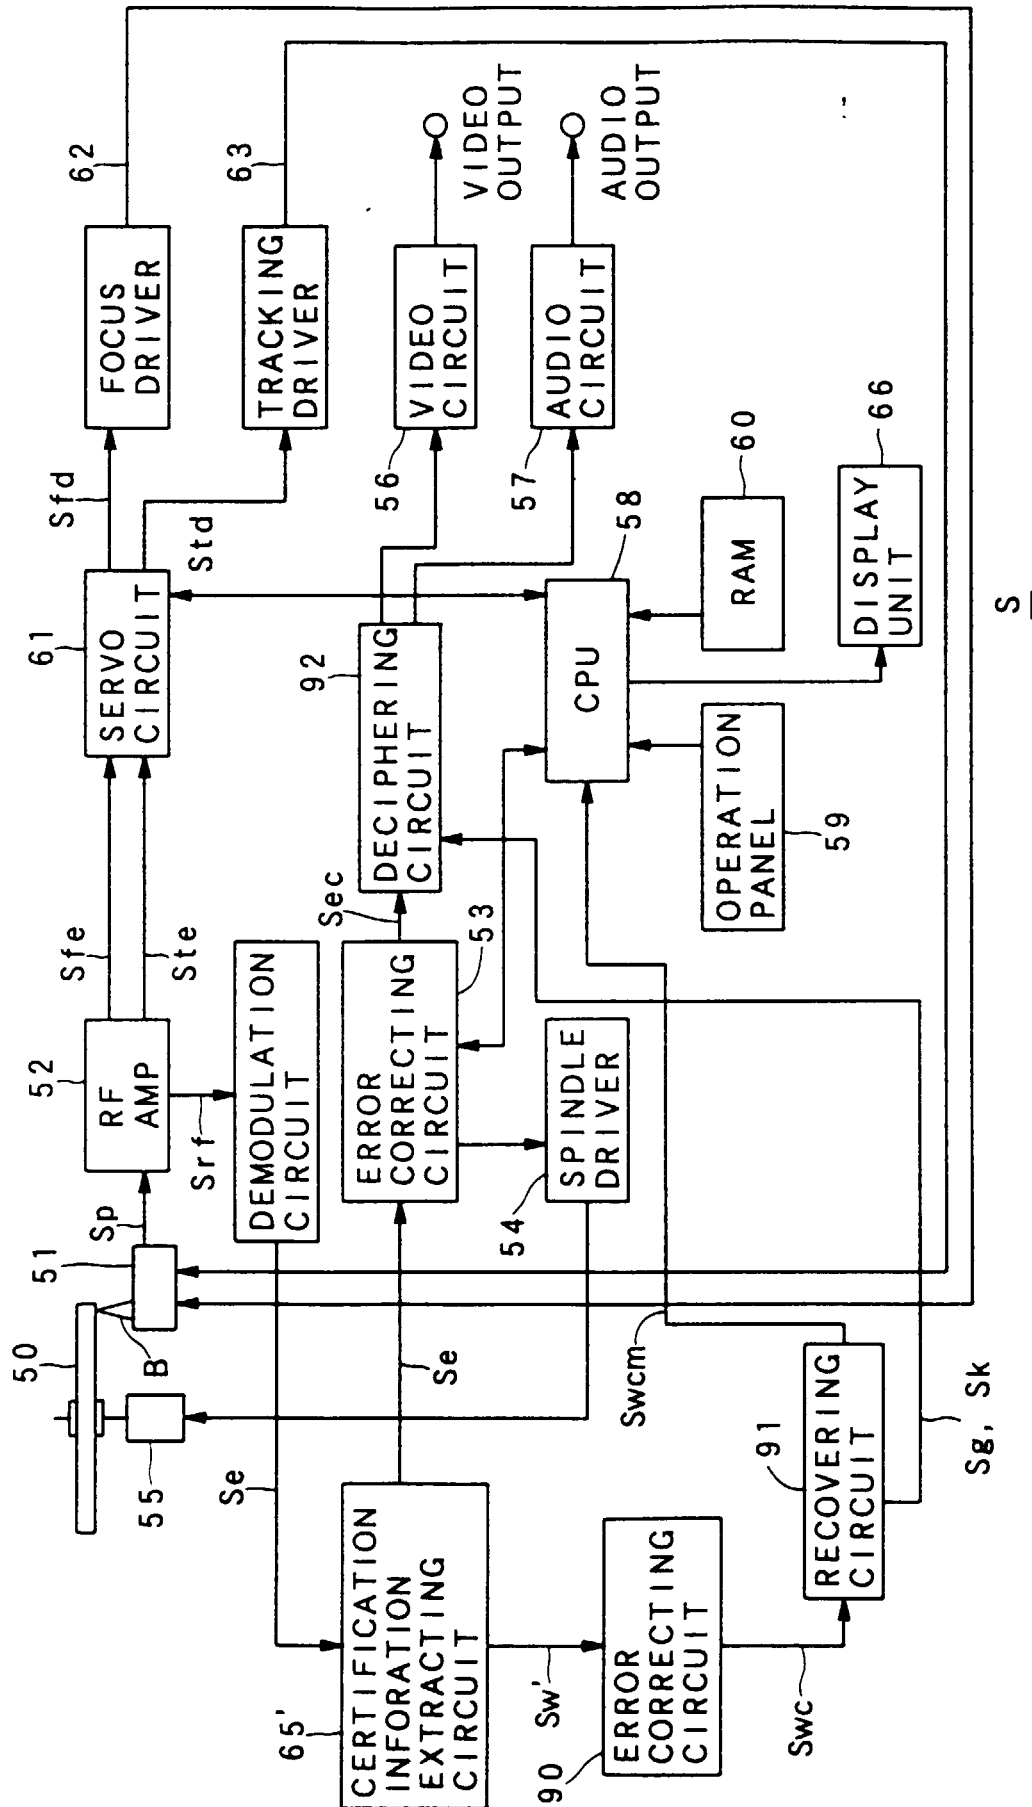 50
51
52
61
62
63
B
Sp
RF
AMP
Sfe
Ste
SERVO
CIRCUIT
Sfd
Std
FOCUS
DRIVER
TRACKING
DRIVER
55
Srf
DEMODULATION
CIRCUIT
Se
Se
ERROR
CORRECTING
CIRCUIT
53
Sec
DECIPHERING
CIRCUIT
92
56
VIDEO
CIRCUIT
VIDEO
OUTPUT
57
AUDIO
CIRCUIT
AUDIO
OUTPUT
65'
CERTIFICATION
INFORATION
EXTRACTING
CIRCUIT
54
SPINDLE
DRIVER
CPU
58
Sw'
Swcm
90
ERROR
CORRECTING
CIRCUIT
OPERATION
PANEL
59
RAM
60
Swc
91
RECOVERING
CIRCUIT
DISPLAY
UNIT
66
Sg, Sk
S